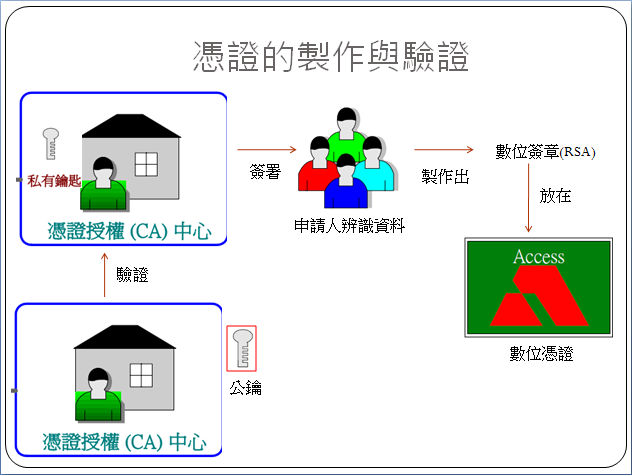 憑證的製作與驗證
私有鑰匙
憑證授權 (CA) 中心
簽署
申請人辨識資料
製作出
數位簽章(RSA)
放在
Access
數位憑證
驗證
公鑰
憑證授權 (CA) 中心